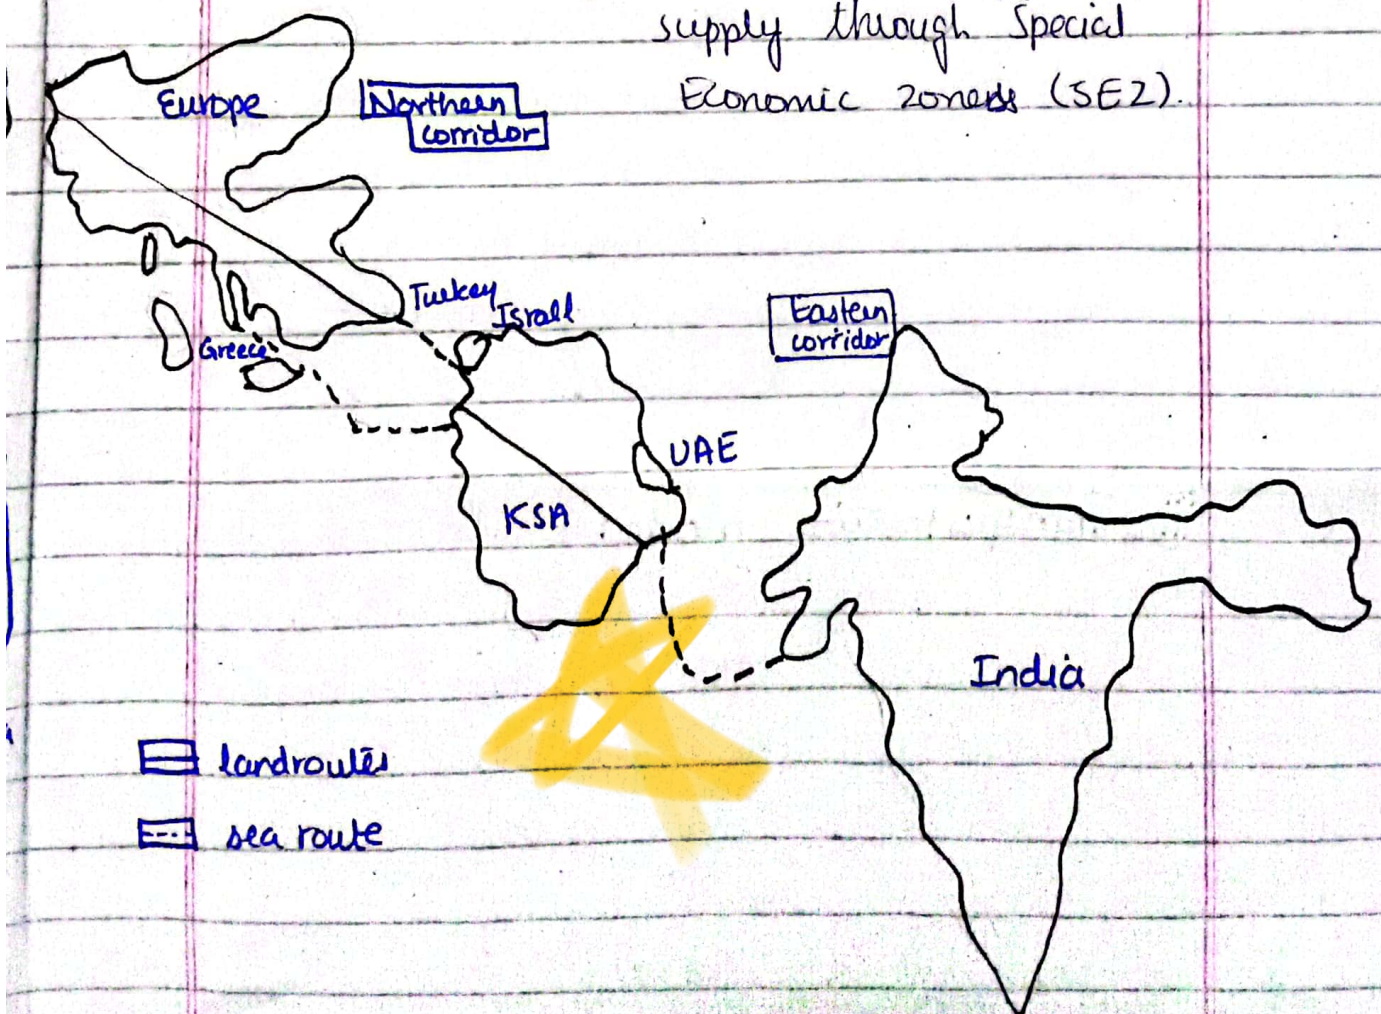 supply through Special
Economic zones (SEZ).
Europe
Northern
corridor
Turkey
Israel
Greece
Eastern
corridor
UAE
KSA
India
landroutes
sea route